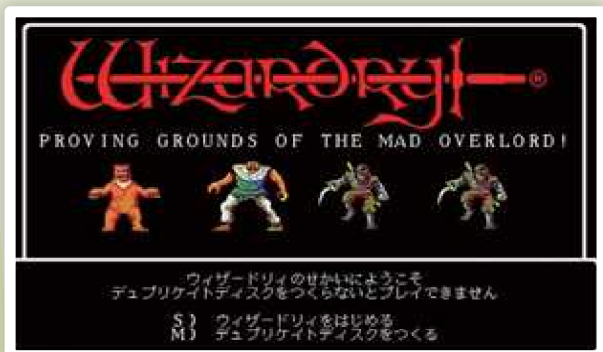 Wizardry ®
PROVING GROUNDS OF THE MAD OVERLORD!
ウィザードリィのせかいにようこそ
デュプリケイトディスクをつくらないとプレイできません
S) ウィザードリィをはじめる
M) デュプリケイトディスクをつくる